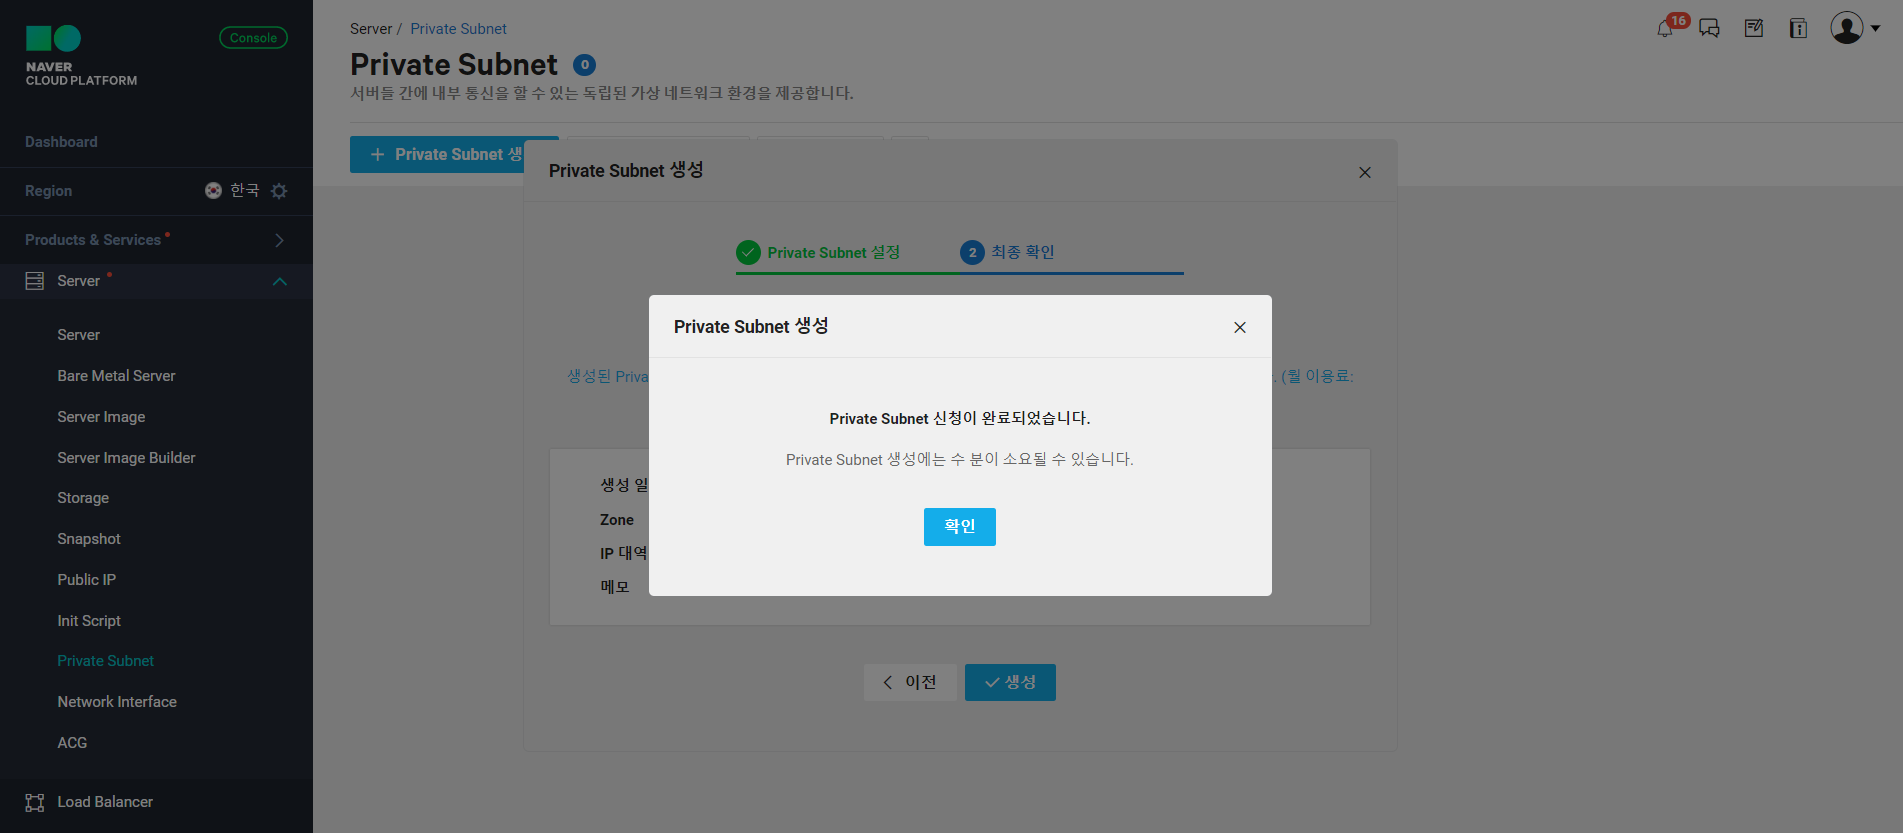 NAVER
CLOUD PLATFORM
Console
Dashboard
Region
한국
Products & Services
Server
Server
Bare Metal Server
Server Image
Server Image Builder
Storage
Snapshot
Public IP
Init Script
Private Subnet
Network Interface
ACG
Load Balancer
Server / Private Subnet
16
Private Subnet 0
서버들 간에 내부 통신을 할 수 있는 독립된 가상 네트워크 환경을 제공합니다.
+ Private Subnet 생
Private Subnet 생성
Private Subnet 설정
2 최종 확인
생성된 Priva
. (월 이용료:
Private Subnet 생성
Private Subnet 신청이 완료되었습니다.
Private Subnet 생성에는 수 분이 소요될 수 있습니다.
확인
생성 일
Zone
IP 대역
메모
이전
생성